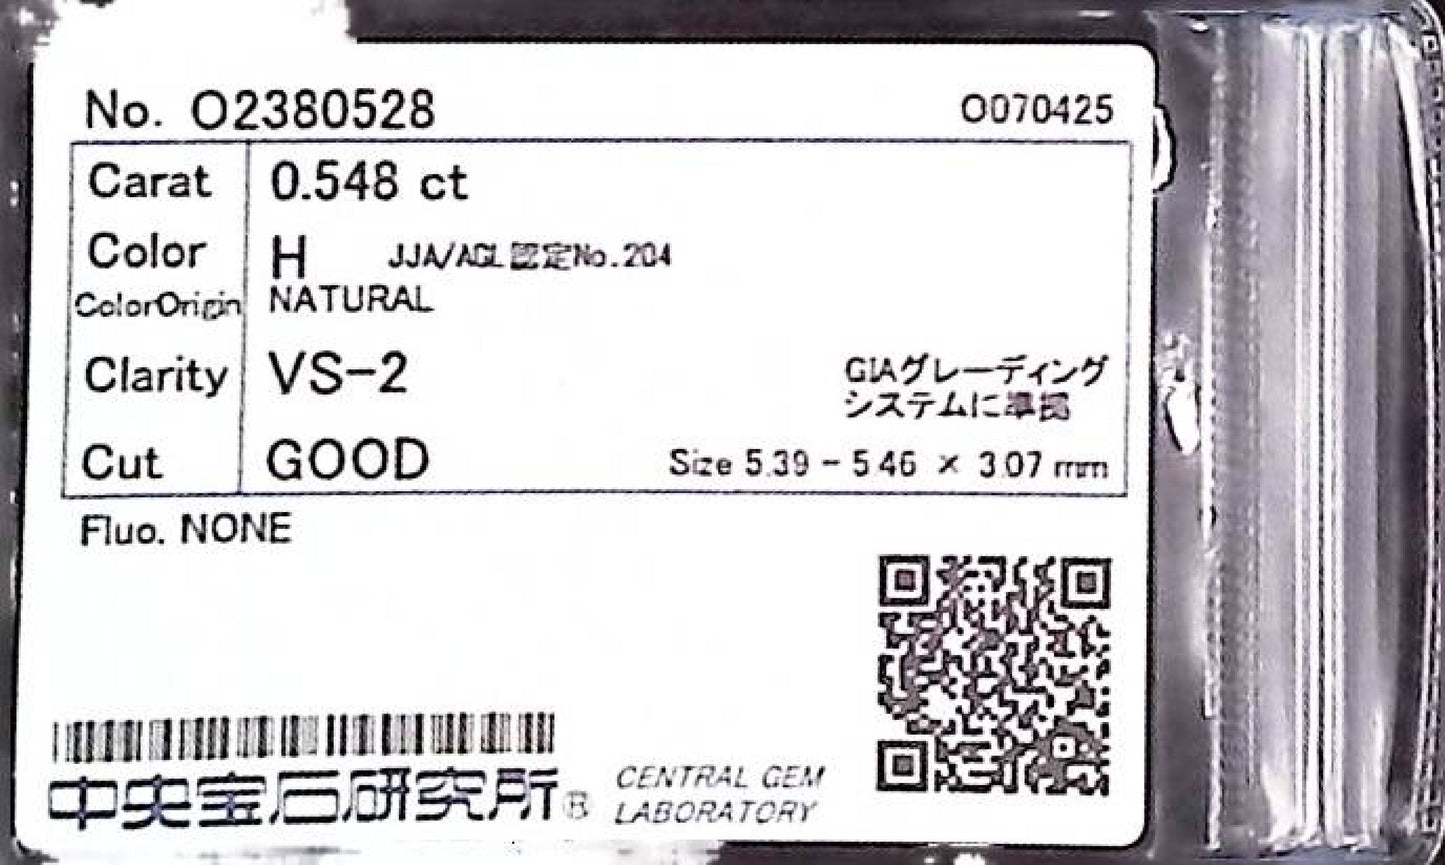 No. O2380528 O070425
Carat 0.548 ct
Color H JJA/AGL認定No.204
ColorOrigin NATURAL
Clarity VS-2 GIAグレーディング
システムに準拠
Cut GOOD Size 5.39 - 5.46 × 3.07 mm
Fluo. NONE
中央宝石研究所® CENTRAL GEM
LABORATORY